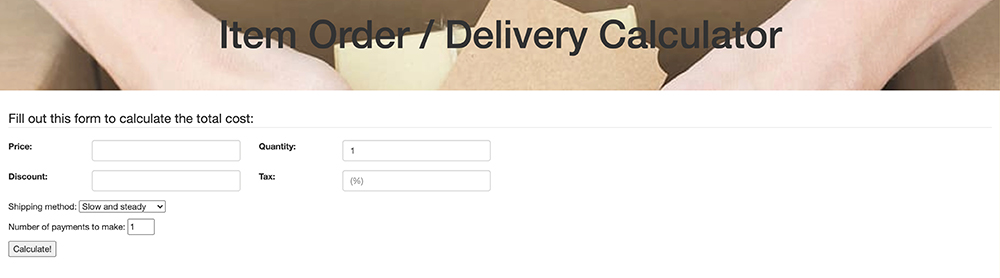 Item Order / Delivery Calculator
Fill out this form to calculate the total cost:
Price: Quantity: 1
Discount: Tax: (%)
Shipping method: Slow and steady
Number of payments to make: 1
Calculate!